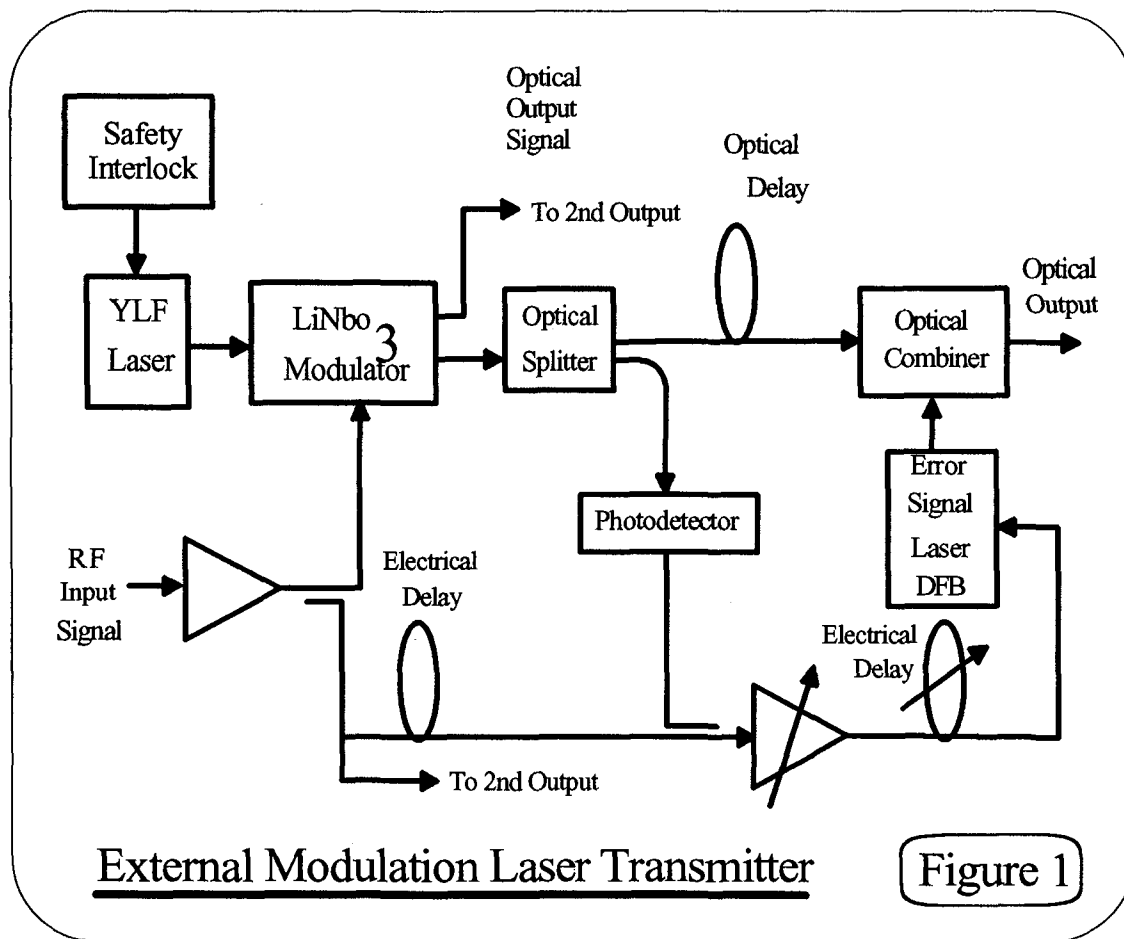 Optical
Output
Signal
Safety
Interlock
Optical
Delay
To 2nd Output
YLF
Laser
LiNbo 3
Modulator
Optical
Splitter
Optical
Combiner
Optical
Output
Error
Signal
Laser
DFB
Photodetector
RF
Input
Signal
Electrical
Delay
Electrical
Delay
To 2nd Output
External Modulation Laser Transmitter
Figure 1